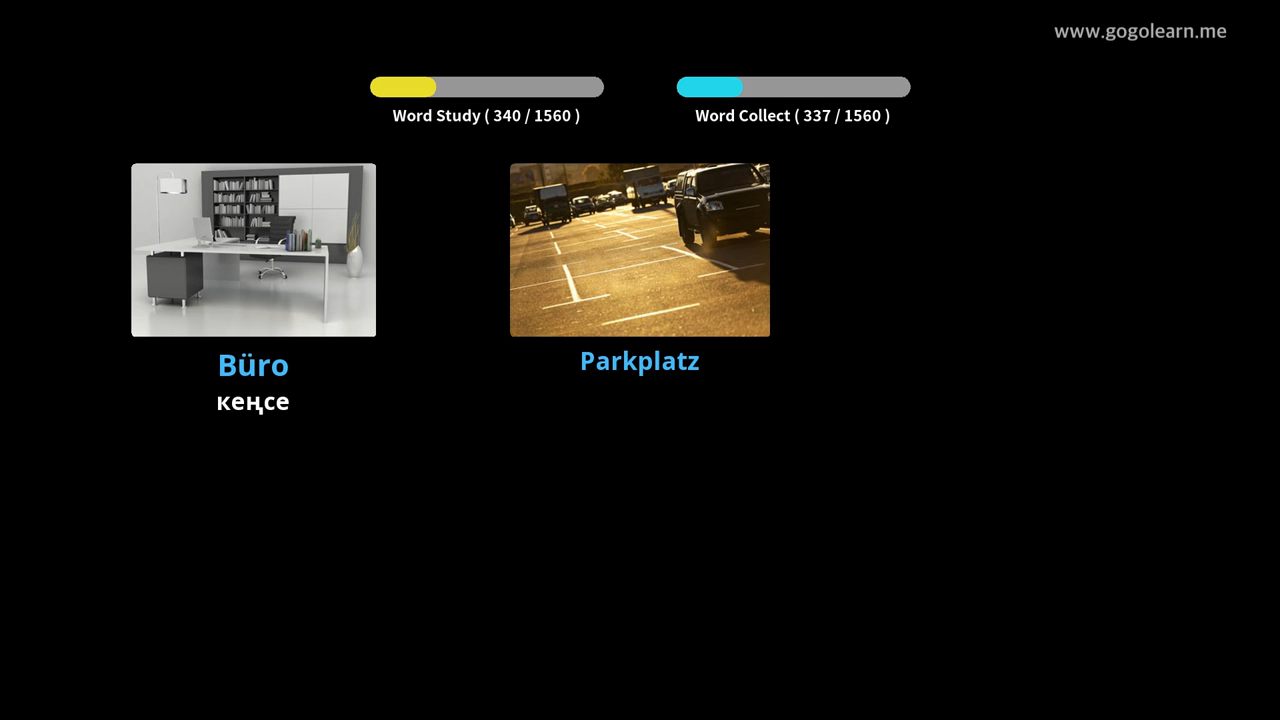 www.gogolearn.me
Word Study ( 340 / 1560 )
Word Collect ( 337 / 1560 )
Büro
кеңсе
Parkplatz